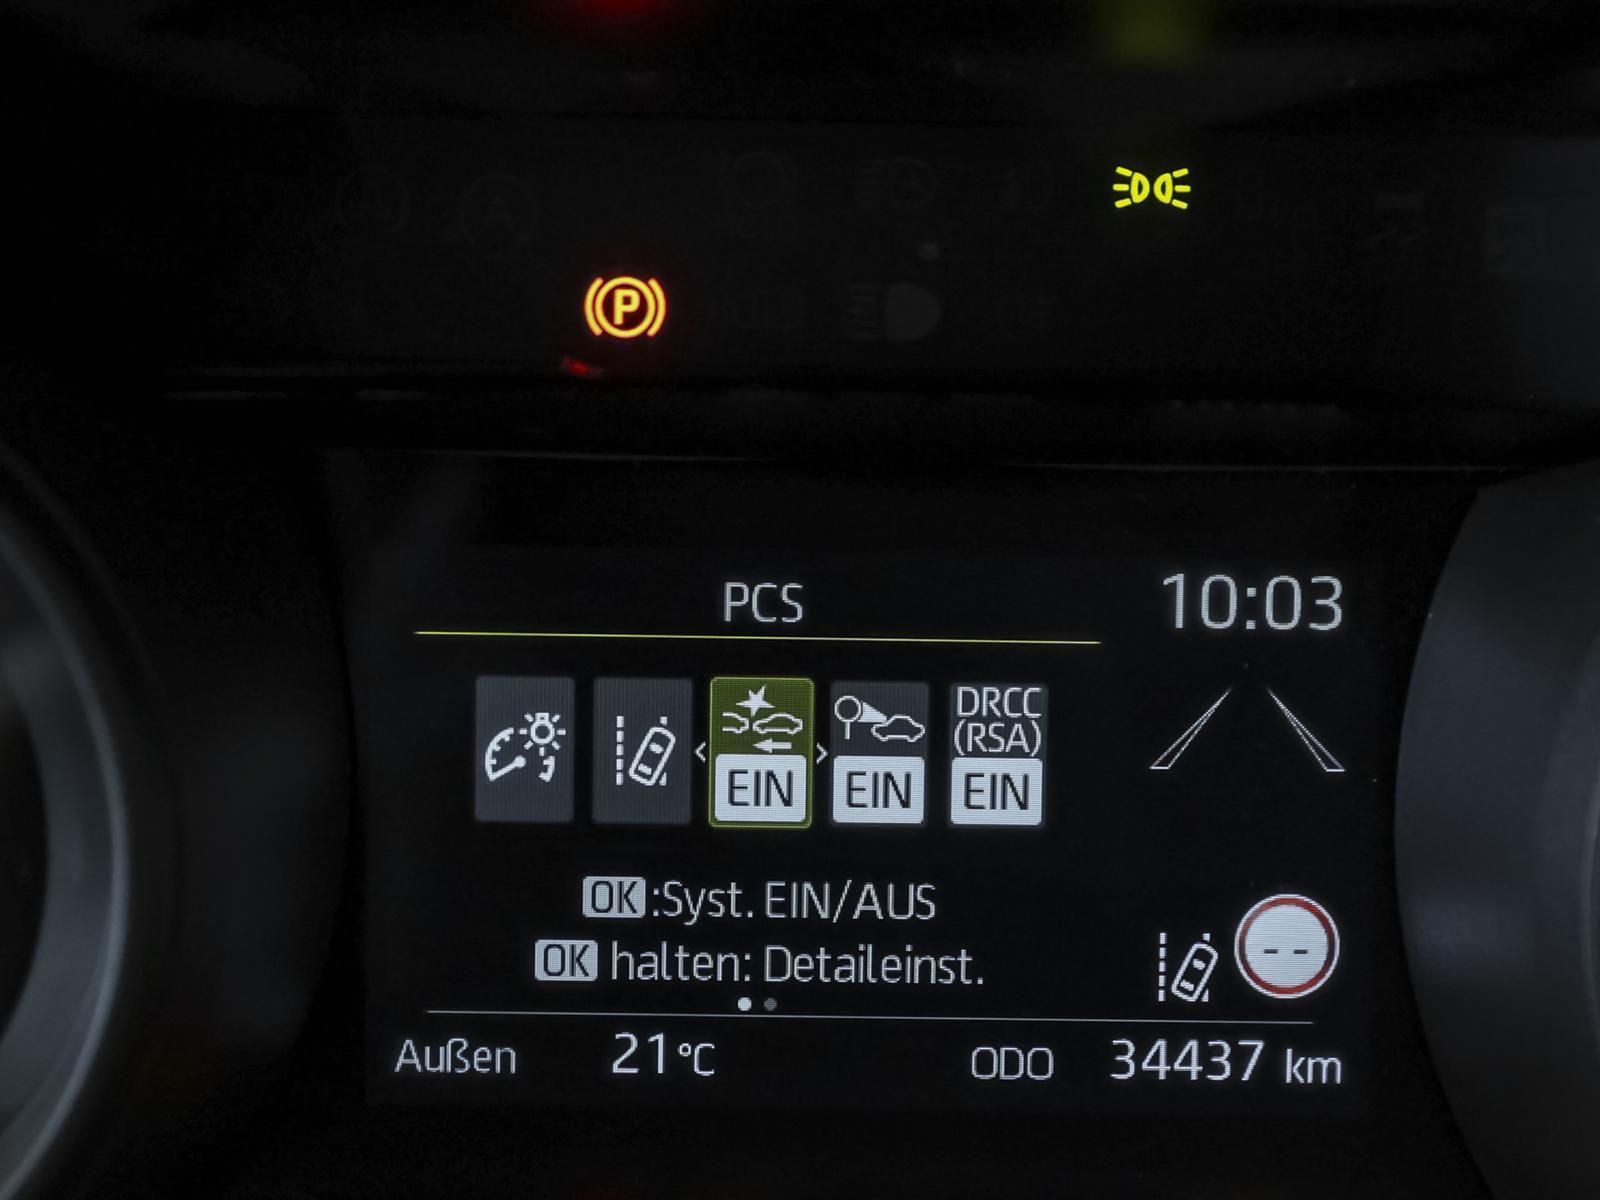 P
PCS
10:03
DRCC
(RSA)
EIN
EIN
EIN
OK :Syst. EIN/AUS
OK halten: Detaileinst.
--
Außen 21°C ODO 34437 km